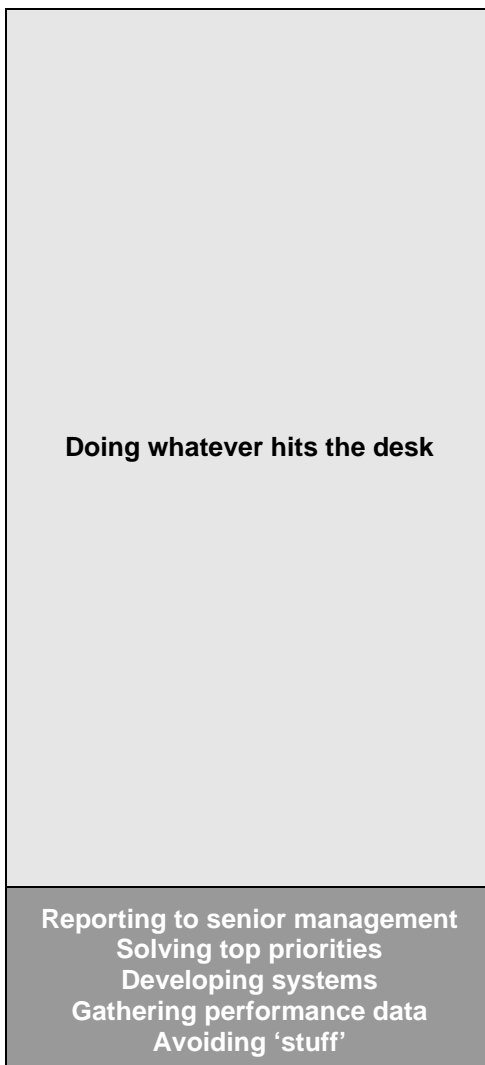 Doing whatever hits the desk
Reporting to senior management
Solving top priorities
Developing systems
Gathering performance data
Avoiding ‘stuff’